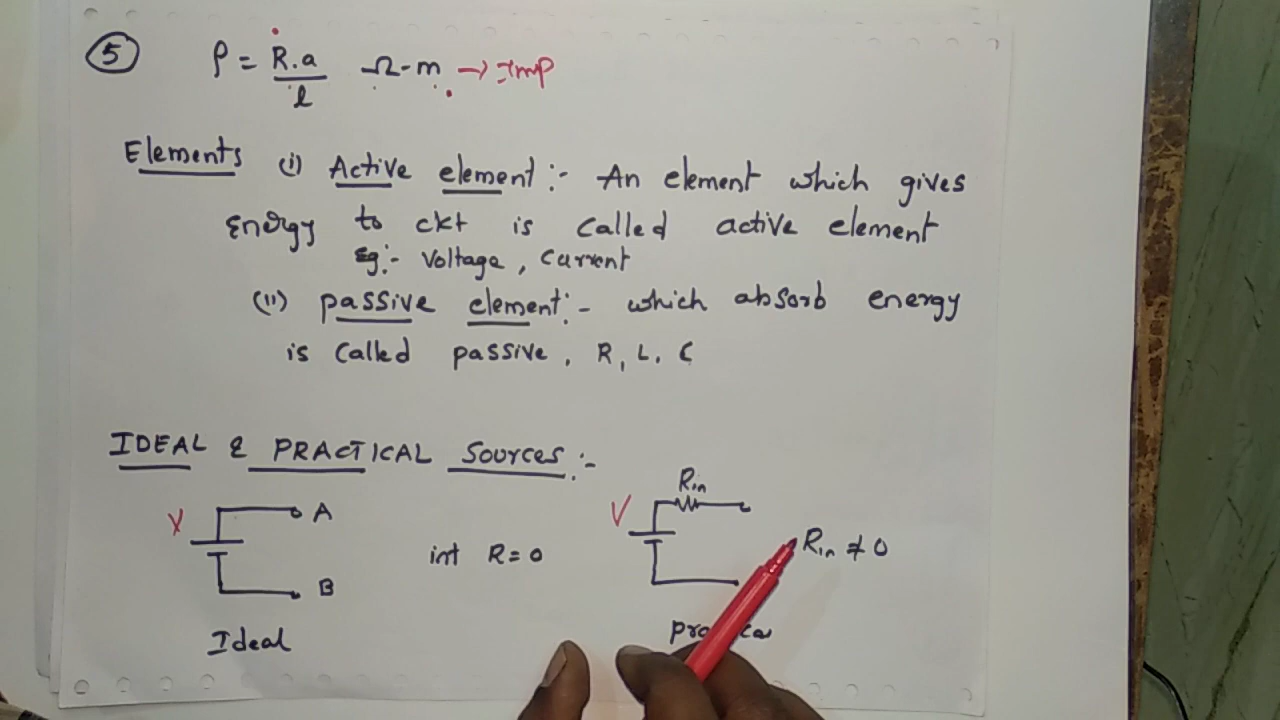 5 ρ = R.a / l Ω-m → Imp
Elements (i) Active element :- An element which gives
energy to ckt is called active element
Eg:- Voltage, Current
(ii) passive element :- which absorb energy
is called passive, R, L, C
IDEAL & PRACTICAL SOURCES :-
A
int R = 0
B
Ideal
Rin
V
Rin ≠ 0